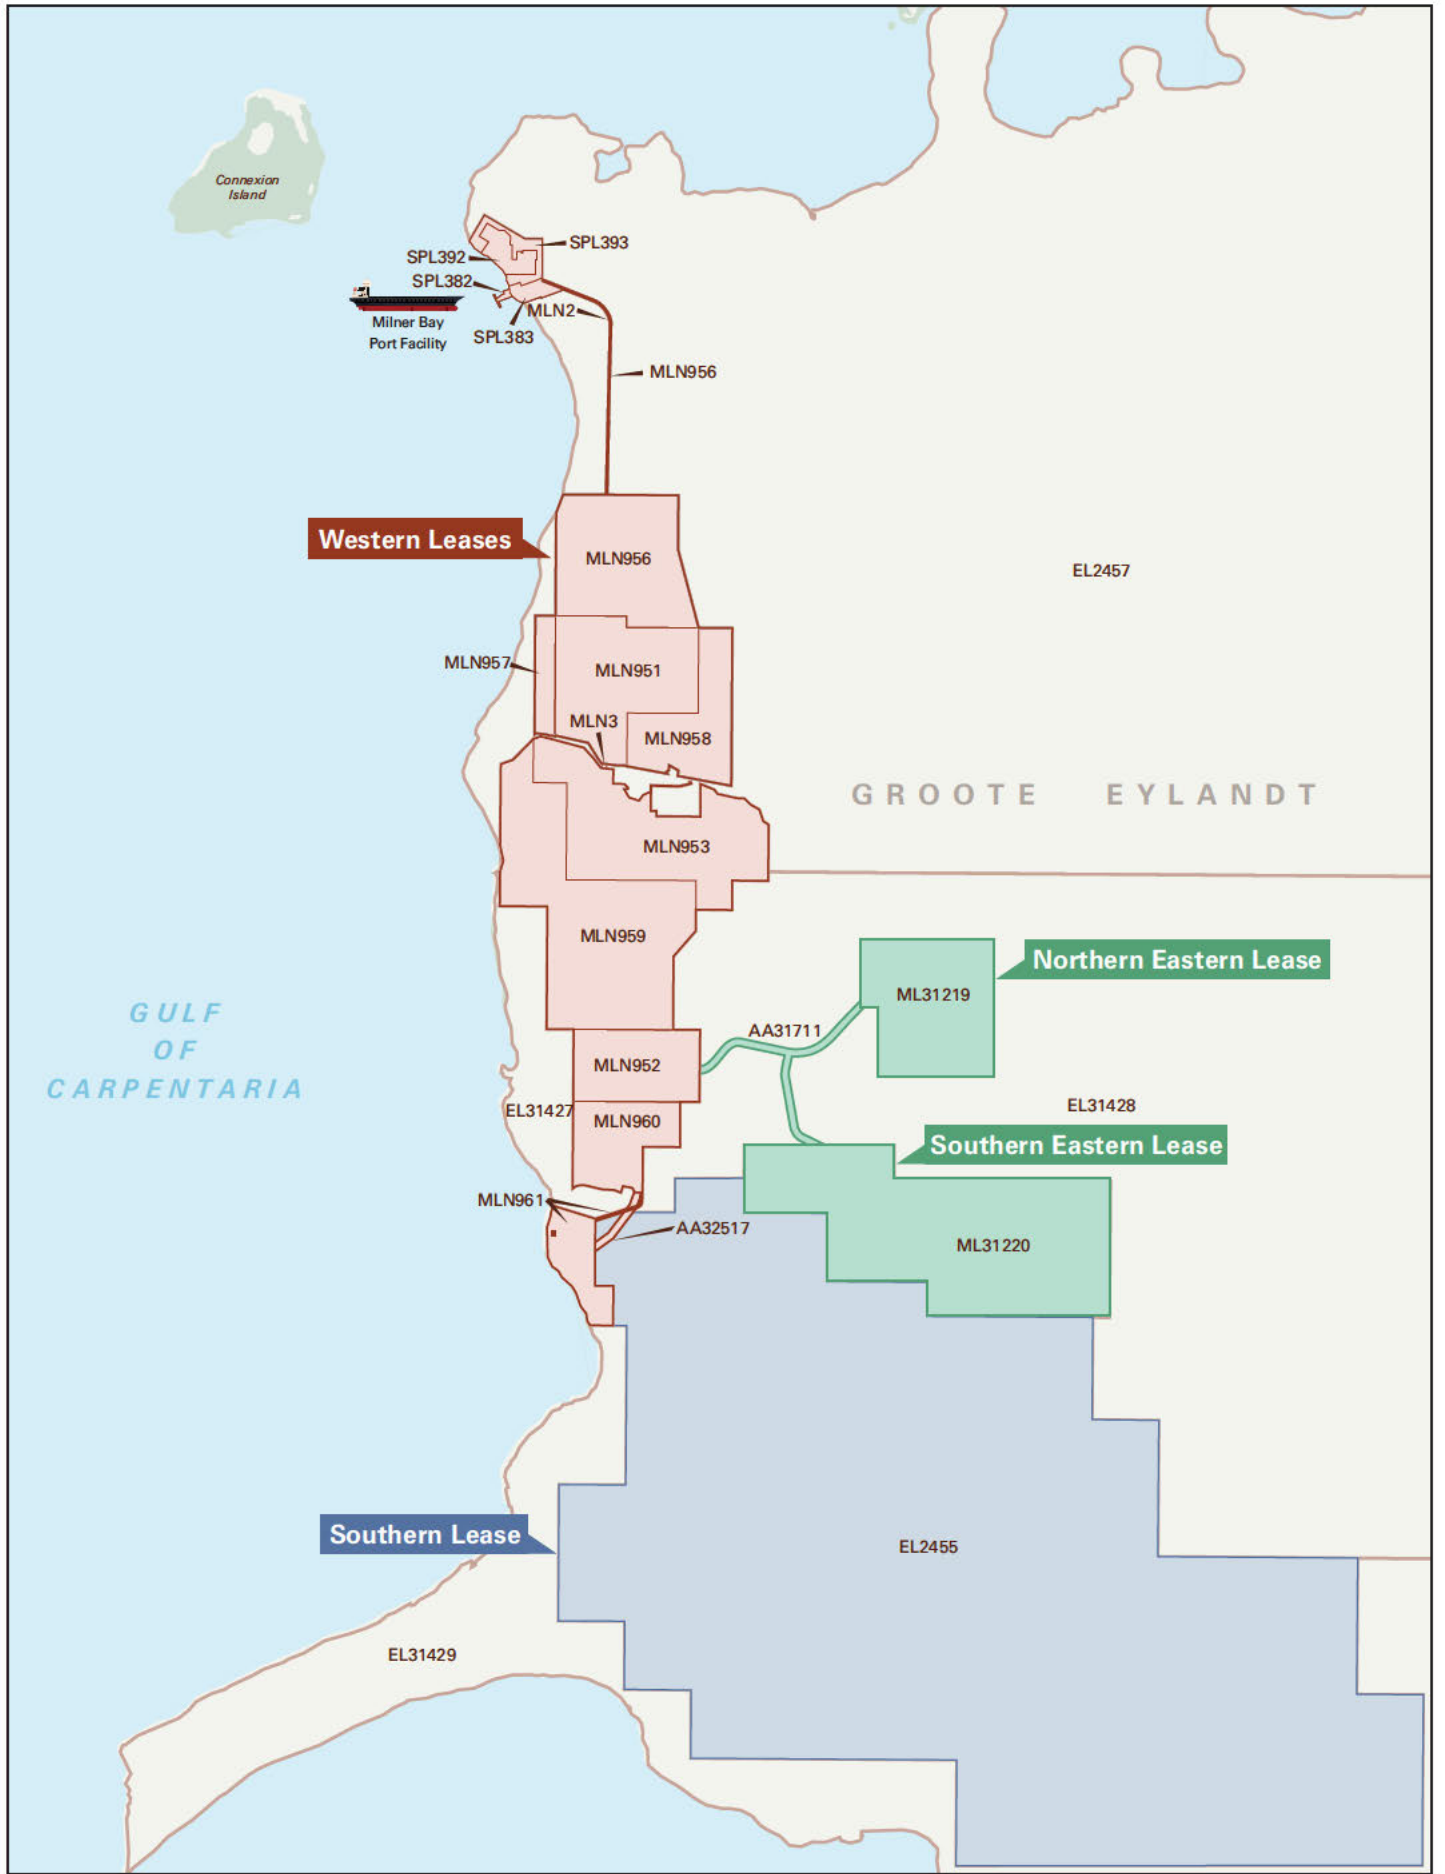 Connexion
Island
SPL393
SPL392
SPL382
MLN2
Milner Bay
Port Facility
SPL383
MLN956
Western Leases
MLN956
EL2457
MLN957
MLN951
MLN3
MLN958
GROOTE EYLANDT
MLN953
MLN959
Northern Eastern Lease
ML31219
GULF
OF
CARPENTARIA
AA31711
MLN952
EL31427
EL31428
MLN960
Southern Eastern Lease
MLN961
AA32517
ML31220
Southern Lease
EL2455
EL31429